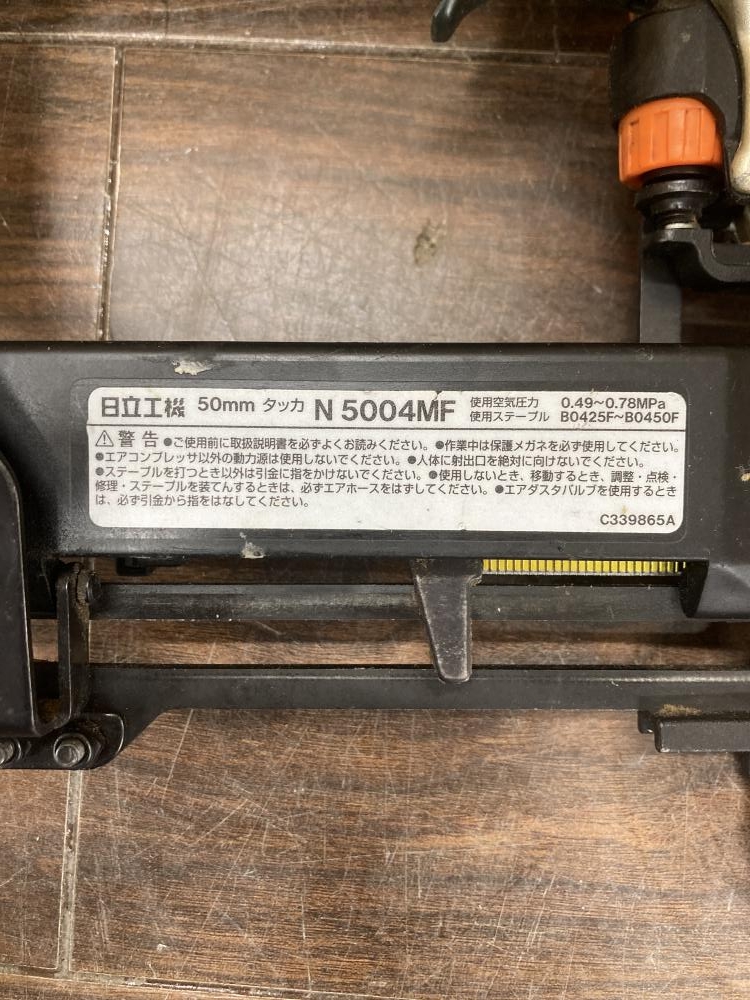 日立工機 50mm タッカ N 5004MF 使用空気圧力 0.49~0.78MPa
使用ステープル B0425F~B0450F
⚠警告 ●ご使用前に取扱説明書を必ずよくお読みください。●作業中は保護メガネを必ず使用してください。
●エアコンプレッサ以外の動力源は使用しないでください。●人体に射出口を絶対に向けないでください。
●ステープルを打つとき以外は引金に指をかけないでください。●使用しないとき、移動するとき、調整・点検・
修理・ステープルを装てんするときは、必ずエアホースをはずしてください。●エアダスタバルブを使用するとき
は、必ず引金から指をはなしてください。
C339865A